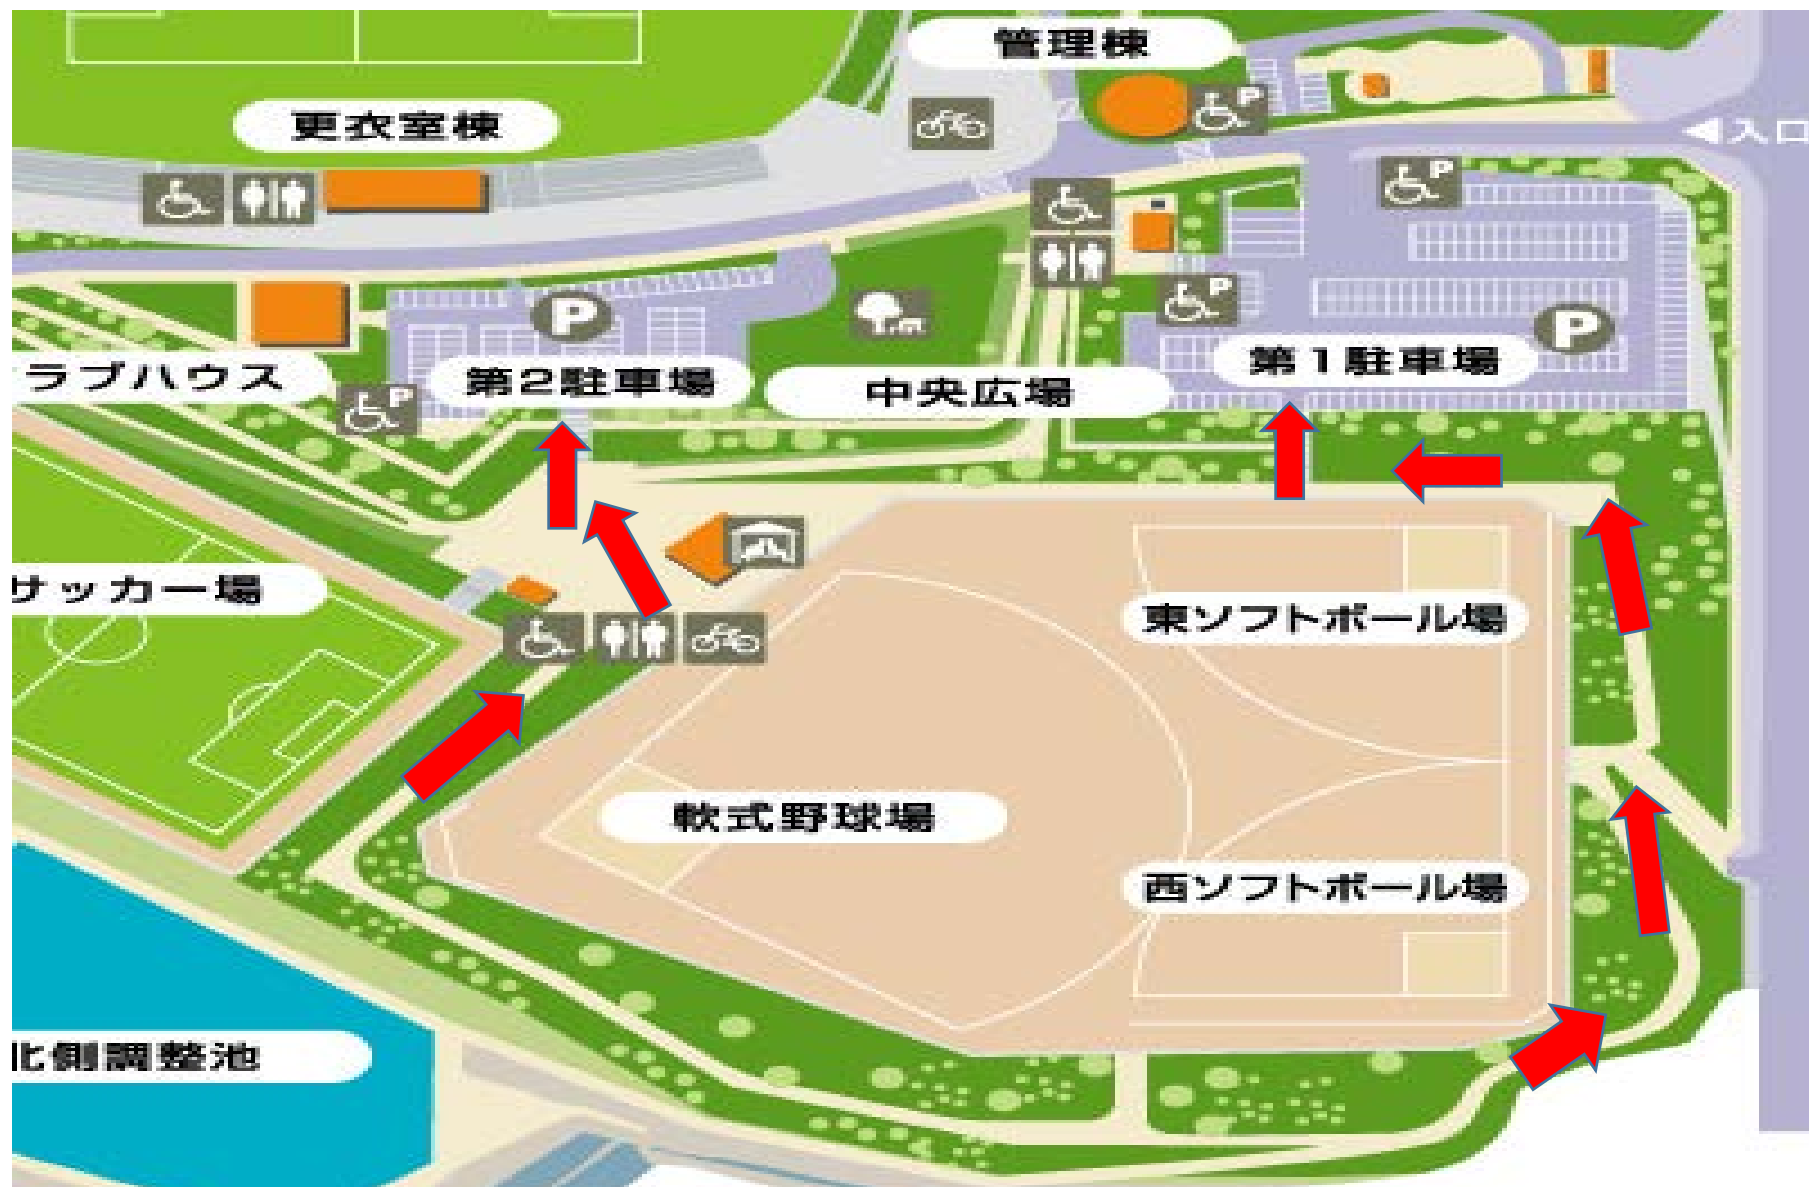 管理棟
更衣室棟
P
◀入口
P
P
P
P
ラブハウス
P
第2駐車場
中央広場
第1駐車場
P
サッカー場
東ソフトボール場
軟式野球場
西ソフトボール場
北側調整池